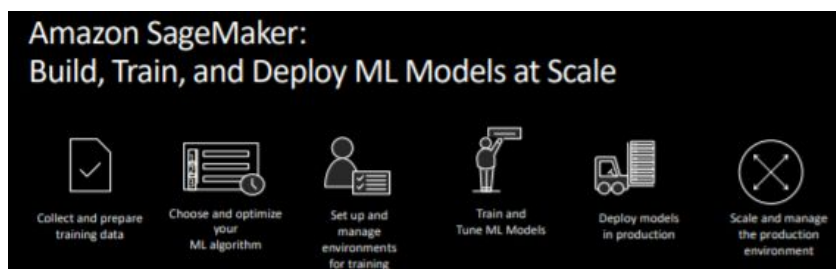 Amazon SageMaker:
Build, Train, and Deploy ML Models at Scale
Collect and prepare
training data
Choose and optimize
your
ML algorithm
Set up and
manage
environments
for training
Train and
Tune ML Models
Deploy models
in production
Scale and manage
the production
environment